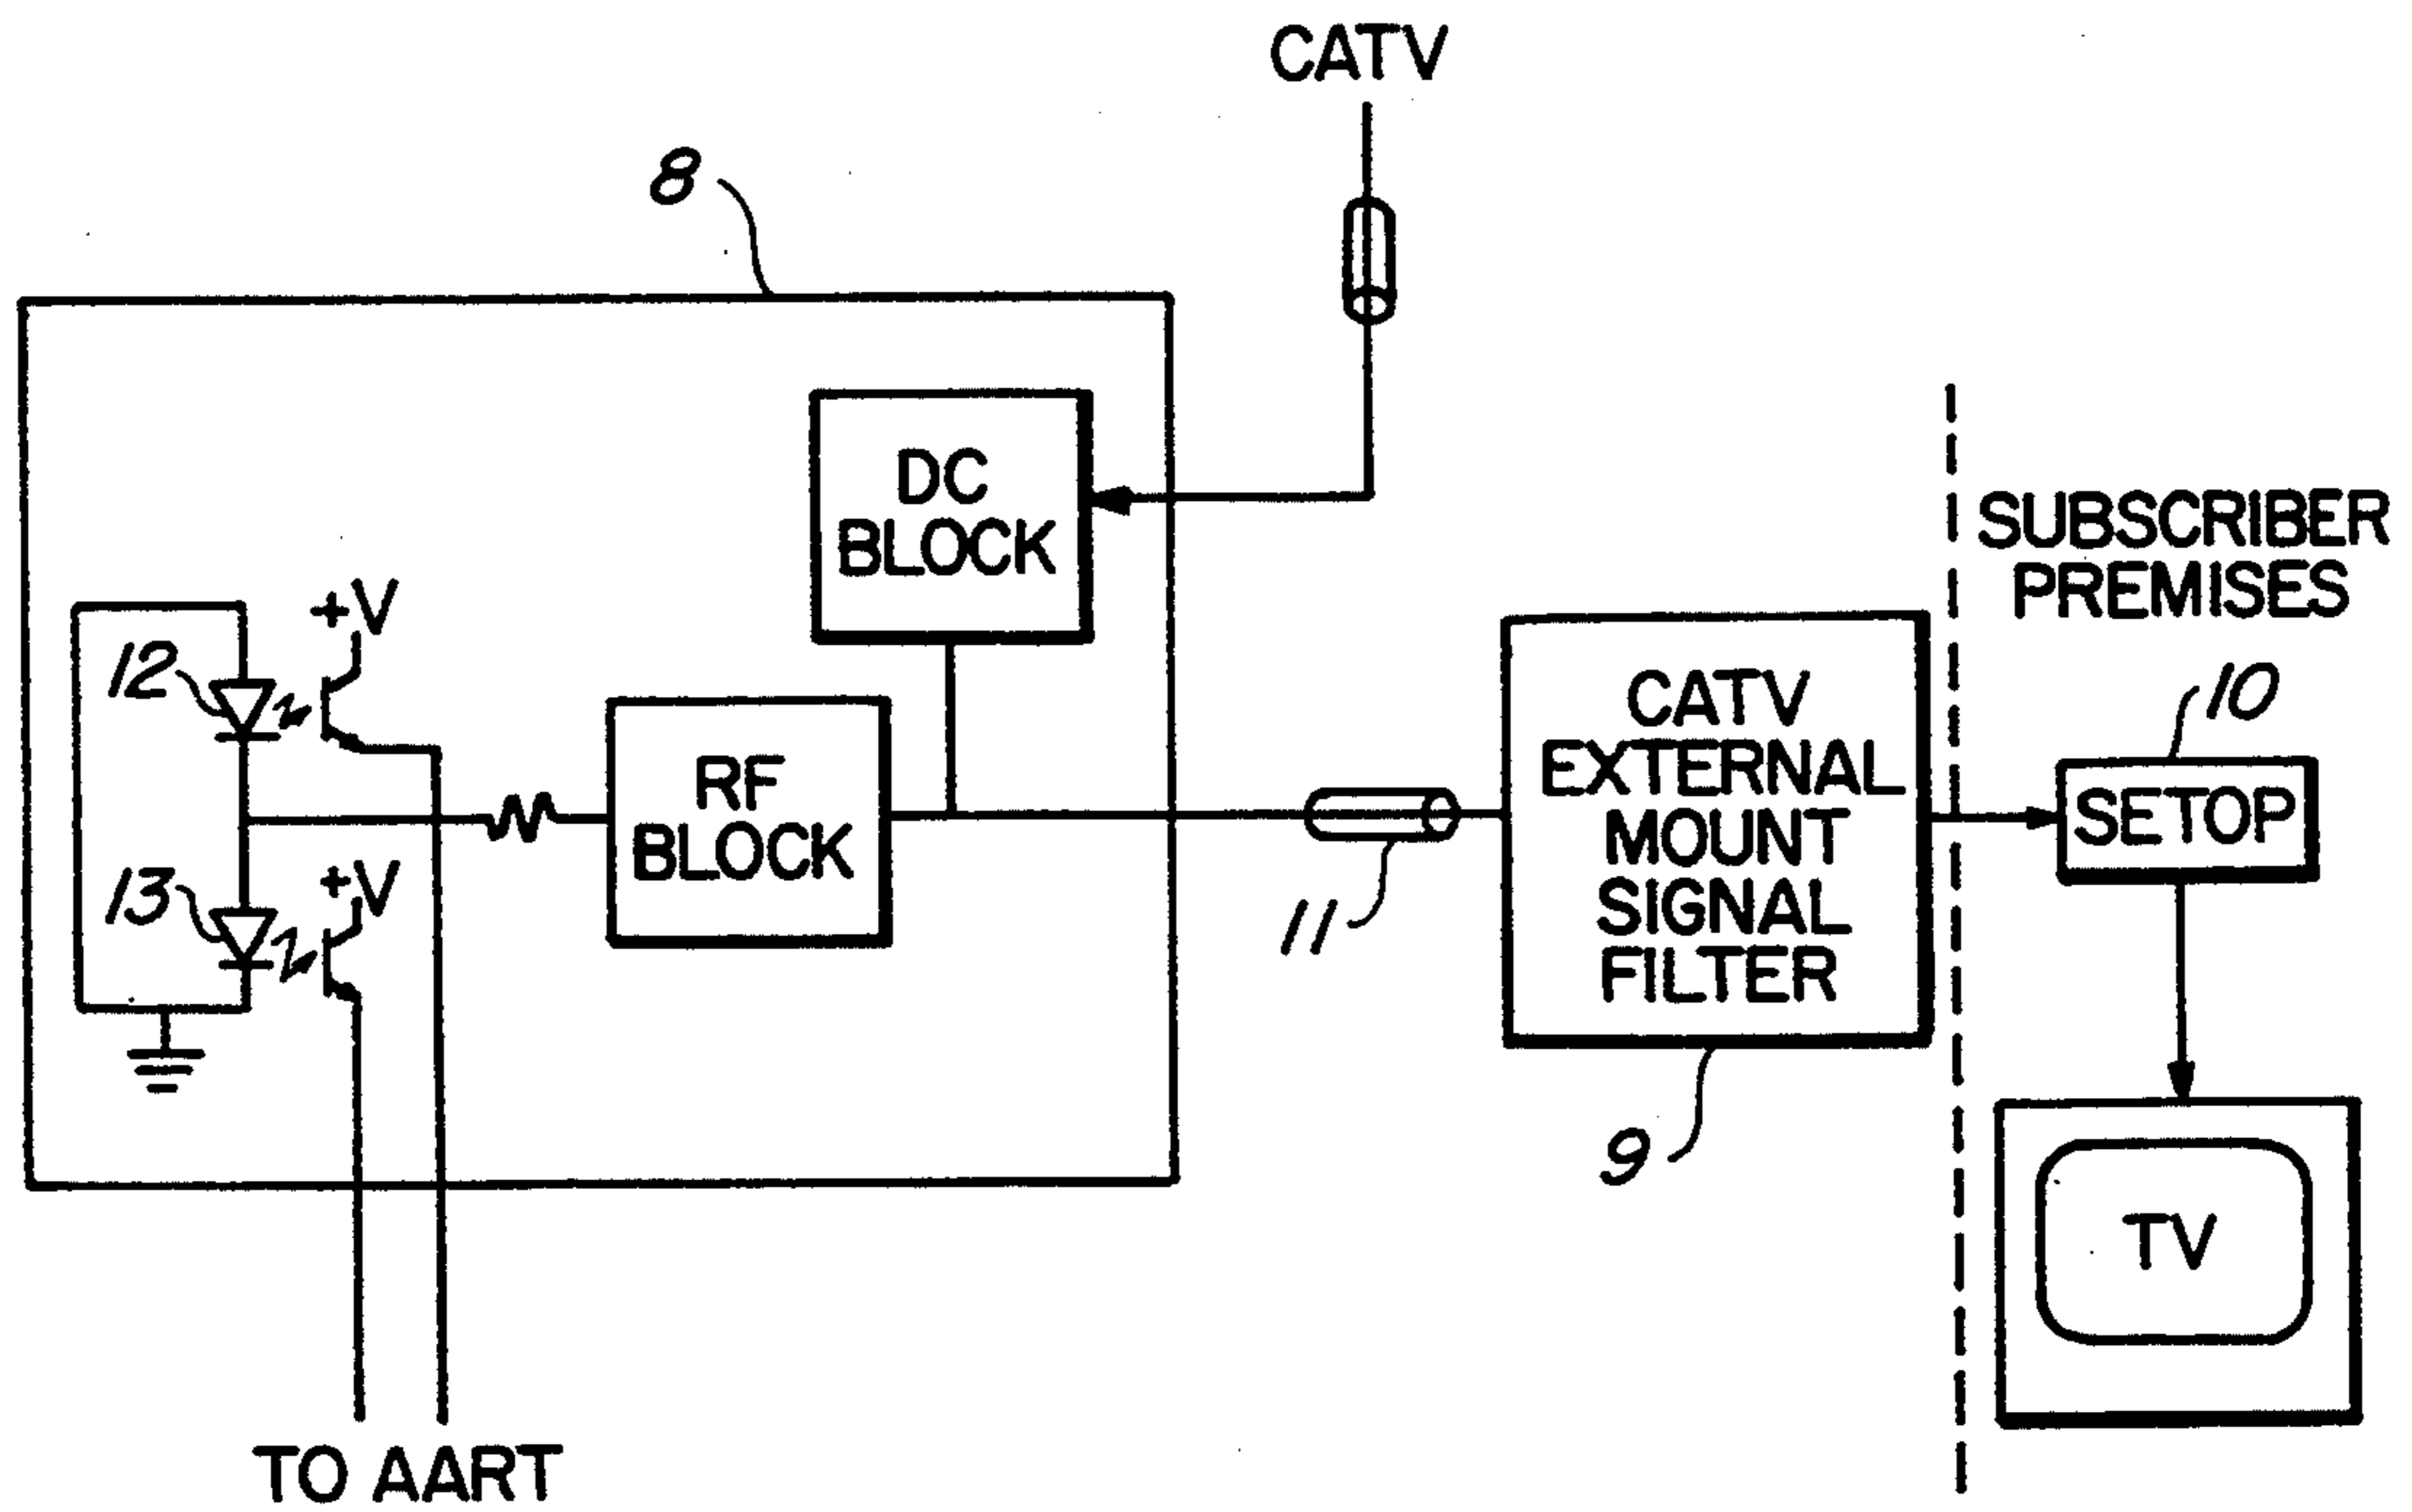 CATV
8
DC
BLOCK
SUBSCRIBER
PREMISES
+V
12
RF
BLOCK
CATV
EXTERNAL
MOUNT
SIGNAL
FILTER
10
SETOP
+V
13
11
9
TV
TO AART